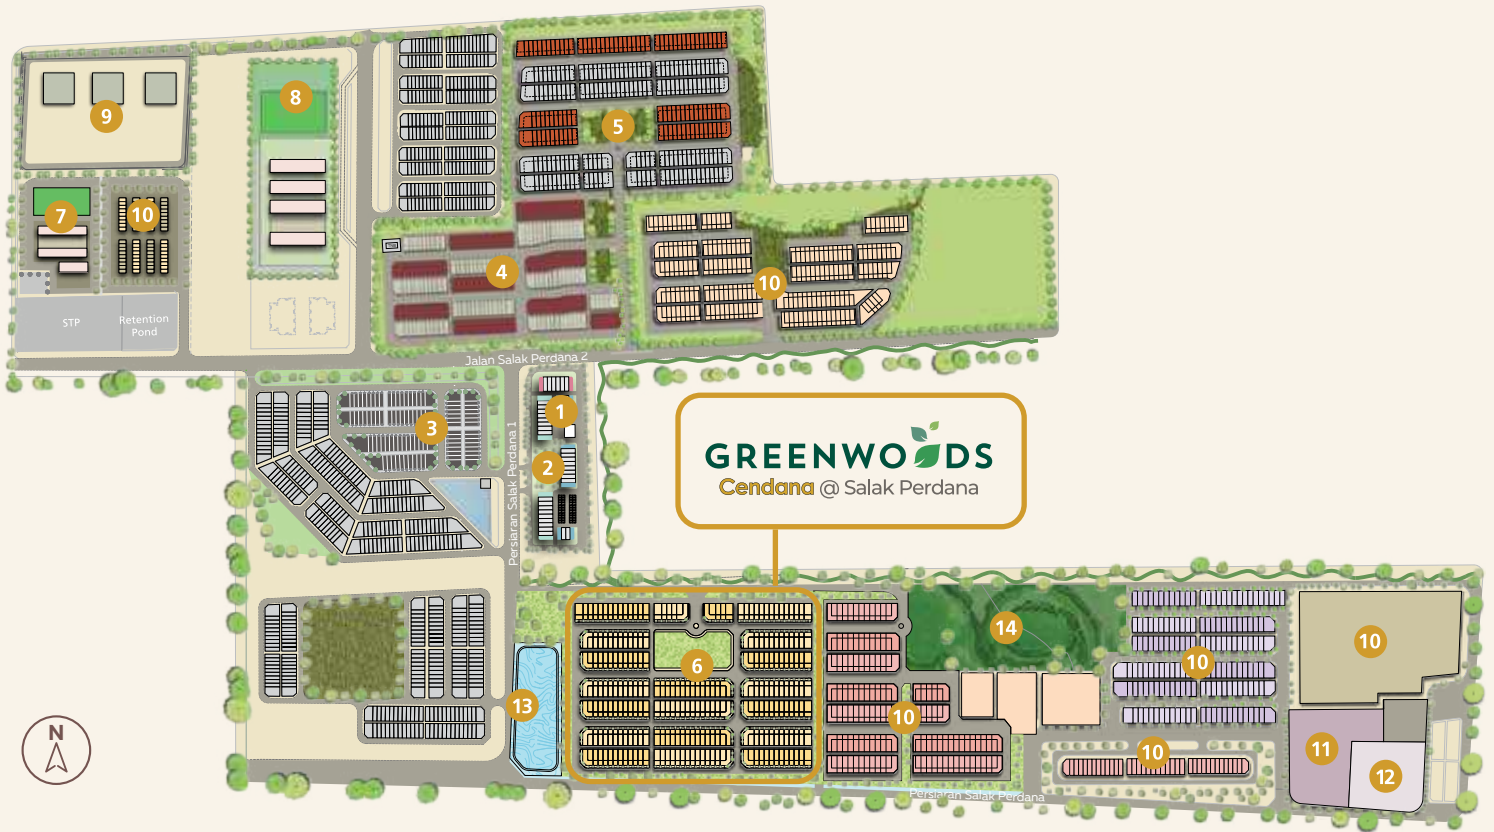 8
9
5
7
10
4
10
STP
Retention
Pond
Jalan Salak Perdana 2
1
3
2
Persiaran Salak Perdana 1
GREENWOODS
Cendana @ Salak Perdana
14
10
10
6
13
10
11
10
12
Persiaran Salak Perdana
N